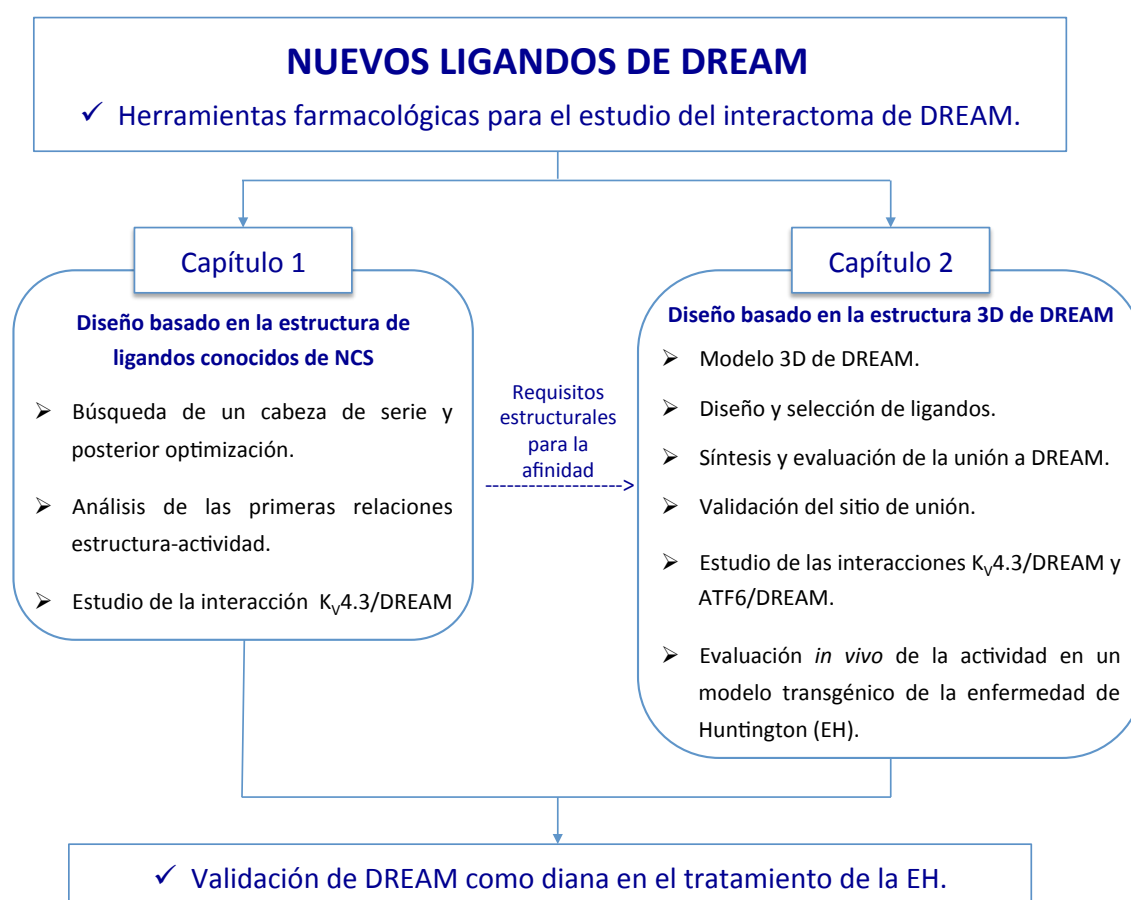 NUEVOS LIGANDOS DE DREAM
✓ Herramientas farmacológicas para el estudio del interactoma de DREAM.
Capítulo 1
Diseño basado en la estructura de
ligandos conocidos de NCS
➢ Búsqueda de un cabeza de serie y
posterior optimización.
➢ Análisis de las primeras relaciones
estructura-actividad.
➢ Estudio de la interacción KV4.3/DREAM
Requisitos
estructurales
para la
afinidad
Capítulo 2
Diseño basado en la estructura 3D de DREAM
➢ Modelo 3D de DREAM.
➢ Diseño y selección de ligandos.
➢ Síntesis y evaluación de la unión a DREAM.
➢ Validación del sitio de unión.
➢ Estudio de las interacciones KV4.3/DREAM y
ATF6/DREAM.
➢ Evaluación in vivo de la actividad en un
modelo transgénico de la enfermedad de
Huntington (EH).
✓ Validación de DREAM como diana en el tratamiento de la EH.